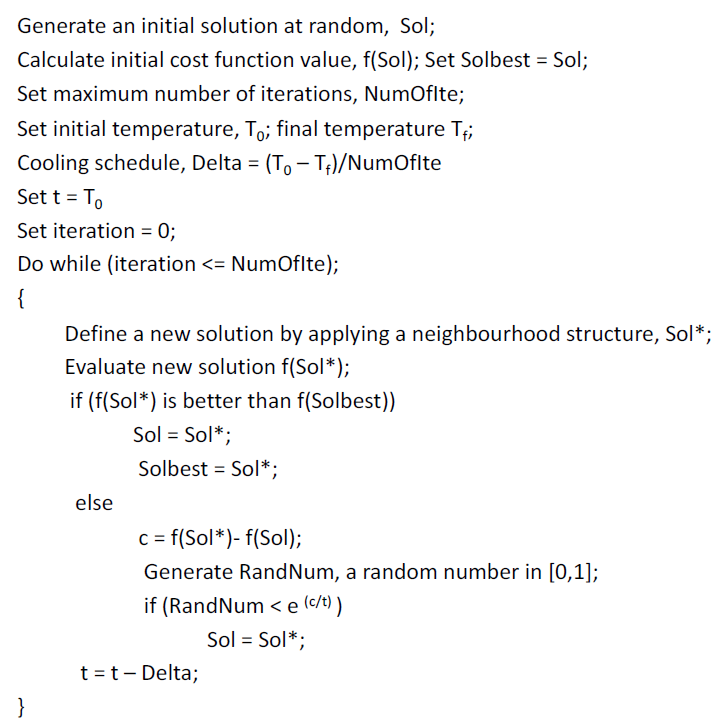 Generate an initial solution at random, Sol;
Calculate initial cost function value, f(Sol); Set Solbest = Sol;
Set maximum number of iterations, NumOfIte;
Set initial temperature, T₀; final temperature T_f;
Cooling schedule, Delta = (T₀ – T_f)/NumOfIte
Set t = T₀
Set iteration = 0;
Do while (iteration <= NumOfIte);
{
Define a new solution by applying a neighbourhood structure, Sol*;
Evaluate new solution f(Sol*);
if (f(Sol*) is better than f(Solbest))
Sol = Sol*;
Solbest = Sol*;
else
c = f(Sol*)- f(Sol);
Generate RandNum, a random number in [0,1];
if (RandNum < e ^(c/t) )
Sol = Sol*;
t = t – Delta;
}